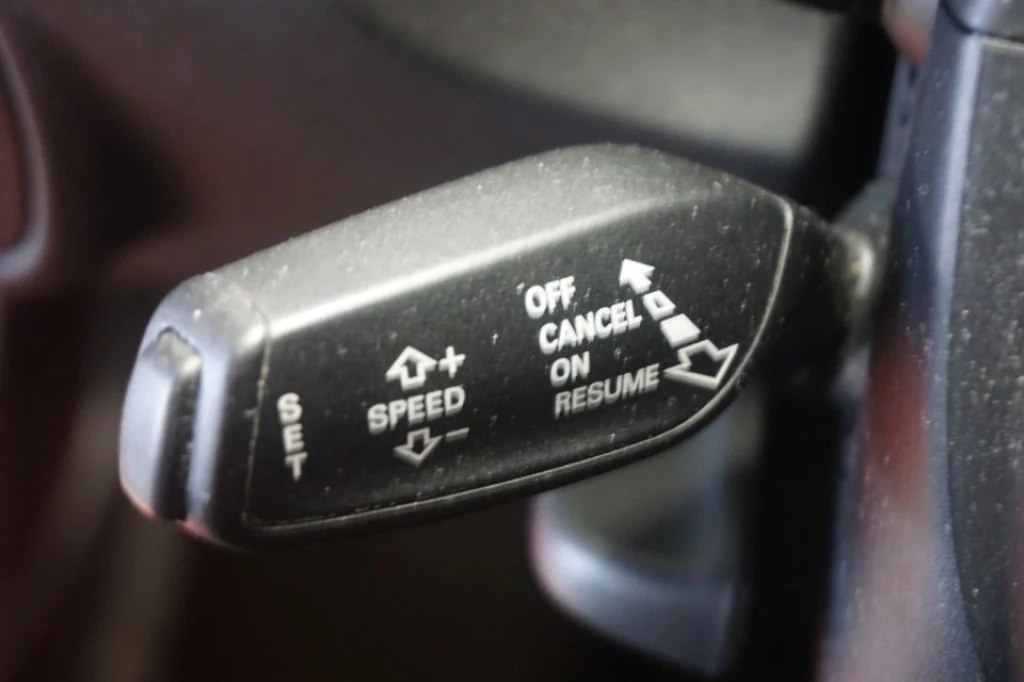 OFF
CANCEL
ON
RESUME
+
SPEED
-
SET